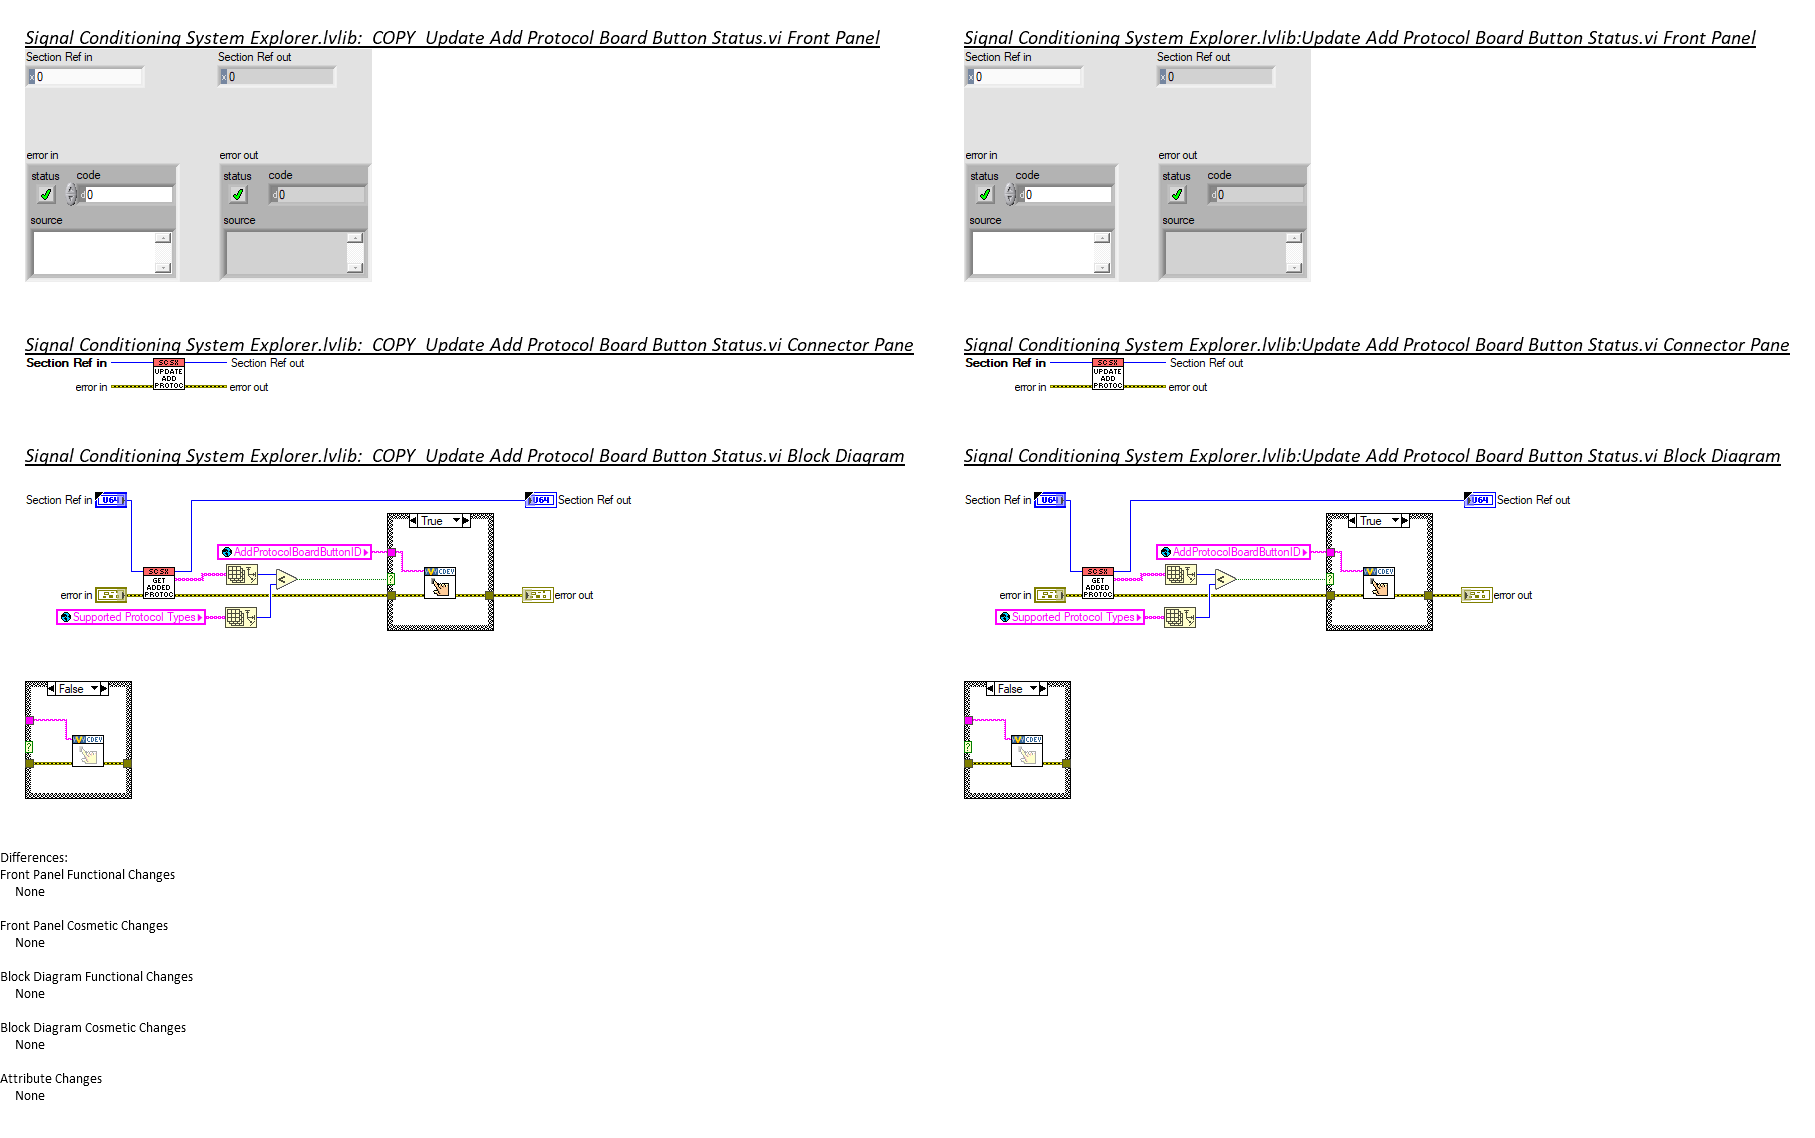 Signal Conditioning System Explorer.lvlib:  COPY  Update Add Protocol Board Button Status.vi Front Panel
Section Ref in
Section Ref out
x 0
x 0
error in
error out
status
code
status
code
d 0
d 0
source
source
Signal Conditioning System Explorer.lvlib:  COPY  Update Add Protocol Board Button Status.vi Connector Pane
Section Ref in
SCSX
UPDATE
ADD
PROTOC
Section Ref out
error in
error out
Signal Conditioning System Explorer.lvlib:  COPY  Update Add Protocol Board Button Status.vi Block Diagram
Section Ref in
U64
U64
Section Ref out
True
AddProtocolBoardButtonID
SCSX
GET
ADDED
PROTOC
<
?
CDEV
error in
error out
Supported Protocol Types
False
CDEV
?
Signal Conditioning System Explorer.lvlib:Update Add Protocol Board Button Status.vi Front Panel
Section Ref in
Section Ref out
x 0
x 0
error in
error out
status
code
status
code
d 0
d 0
source
source
Signal Conditioning System Explorer.lvlib:Update Add Protocol Board Button Status.vi Connector Pane
Section Ref in
SCSX
UPDATE
ADD
PROTOC
Section Ref out
error in
error out
Signal Conditioning System Explorer.lvlib:Update Add Protocol Board Button Status.vi Block Diagram
Section Ref in
U64
U64
Section Ref out
True
AddProtocolBoardButtonID
SCSX
GET
ADDED
PROTOC
<
?
CDEV
error in
error out
Supported Protocol Types
False
CDEV
?
Differences:
Front Panel Functional Changes
None
Front Panel Cosmetic Changes
None
Block Diagram Functional Changes
None
Block Diagram Cosmetic Changes
None
Attribute Changes
None